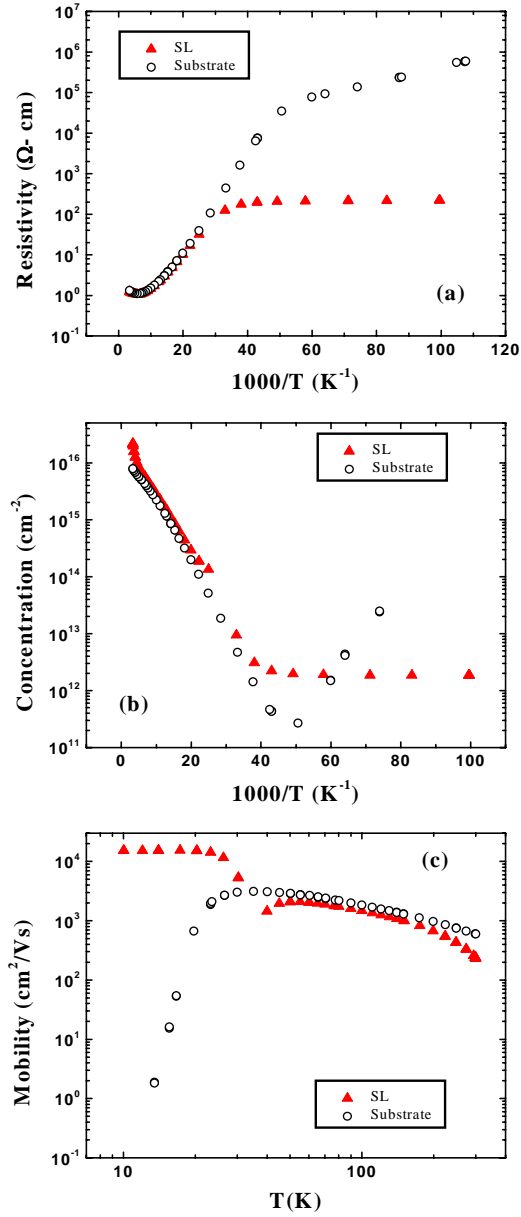 10^7
10^6
10^5
10^4
10^3
10^2
10^1
10^0
10^-1
Resistivity (Ω- cm)
SL
Substrate
(a)
0 20 40 60 80 100 120
1000/T (K^-1)
10^16
10^15
10^14
10^13
10^12
10^11
Concentration (cm^-2)
SL
Substrate
(b)
0 20 40 60 80 100
1000/T (K^-1)
10^4
10^3
10^2
10^1
10^0
10^-1
Mobility (cm^2/Vs)
(c)
SL
Substrate
10 100
T(K)